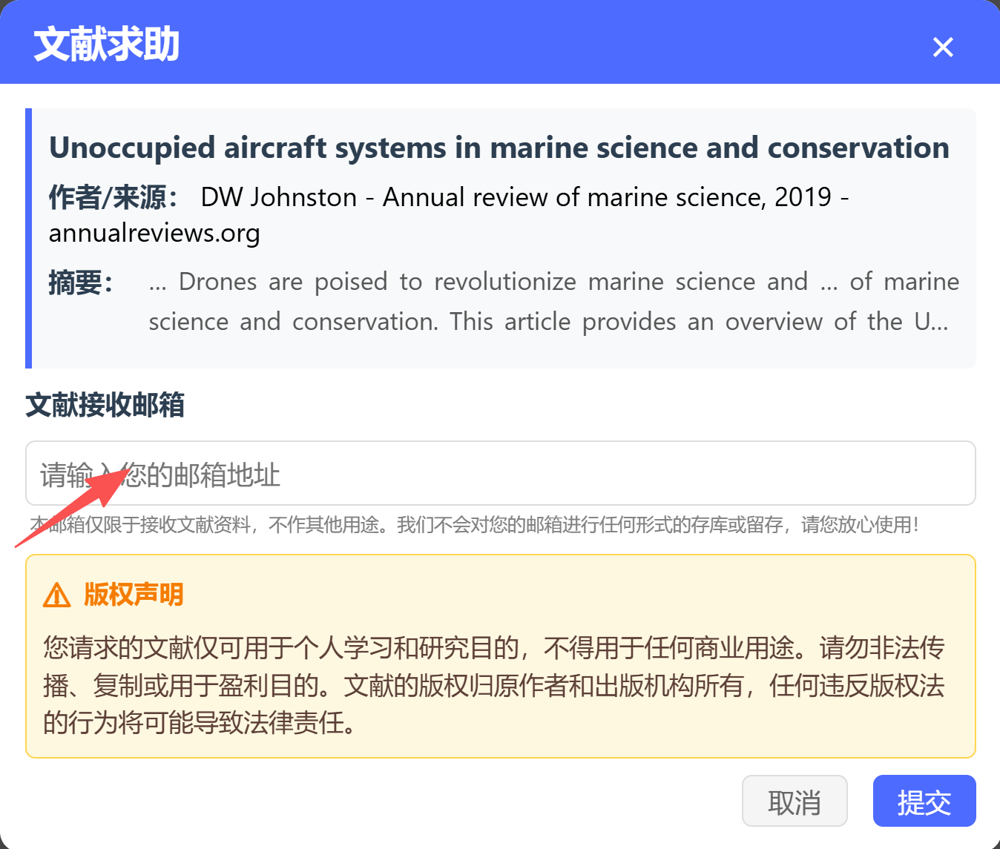 文献求助
Unoccupied aircraft systems in marine science and conservation
作者/来源： DW Johnston - Annual review of marine science, 2019 -
annualreviews.org
摘要： ... Drones are poised to revolutionize marine science and ... of marine
science and conservation. This article provides an overview of the U...
文献接收邮箱
请输入您的邮箱地址
本邮箱仅限于接收文献资料，不作其他用途。我们不会对您的邮箱进行任何形式的存库或留存，请您放心使用！
版权声明
您请求的文献仅可用于个人学习和研究目的，不得用于任何商业用途。请勿非法传
播、复制或用于盈利目的。文献的版权归原作者和出版机构所有，任何违反版权法
的行为将可能导致法律责任。
取消 提交